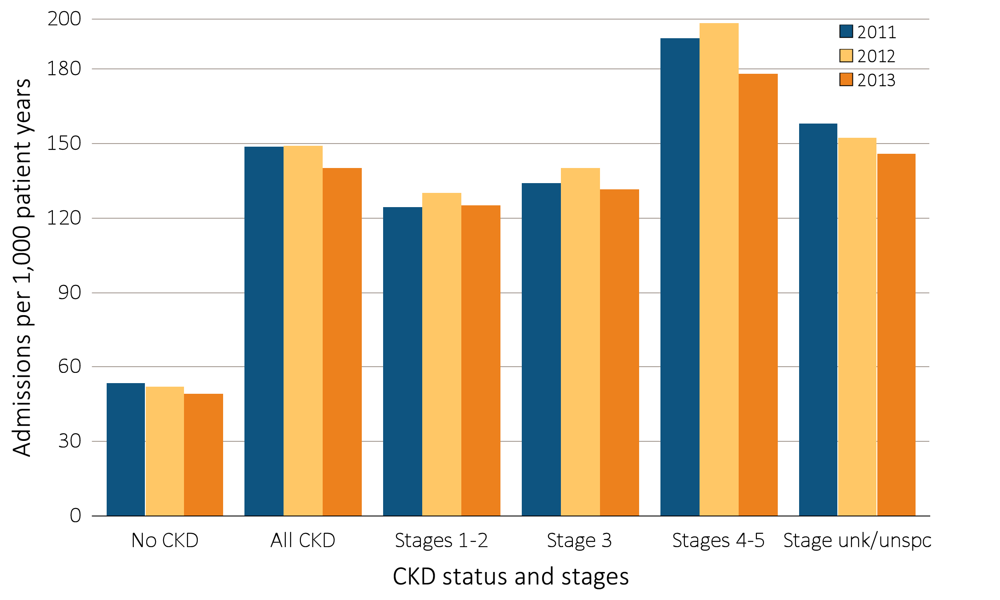 Admissions per 1,000 patient years
200
180
150
120
90
60
30
0
2011
2012
2013
No CKD
All CKD
Stages 1-2
Stage 3
Stages 4-5
Stage unk/unspc
CKD status and stages